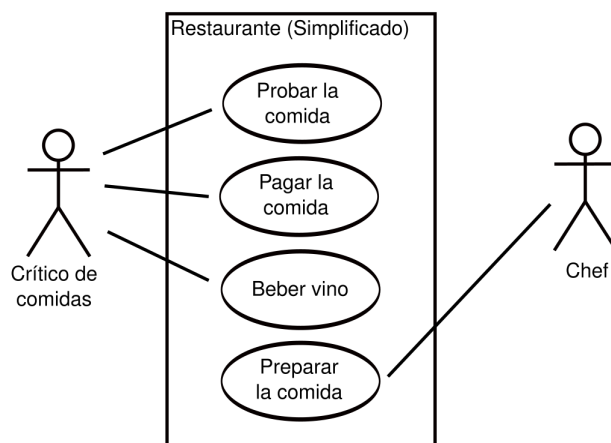 Restaurante (Simplificado)
Probar la
comida
Pagar la
comida
Beber vino
Preparar
la comida
Crítico de
comidas
Chef